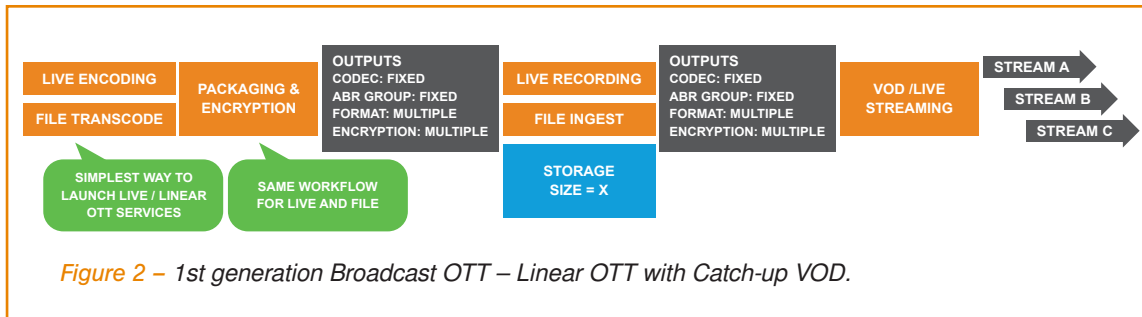 LIVE ENCODING
FILE TRANSCODE
PACKAGING &
ENCRYPTION
OUTPUTS
CODEC: FIXED
ABR GROUP: FIXED
FORMAT: MULTIPLE
ENCRYPTION: MULTIPLE
LIVE RECORDING
FILE INGEST
STORAGE
SIZE = X
OUTPUTS
CODEC: FIXED
ABR GROUP: FIXED
FORMAT: MULTIPLE
ENCRYPTION: MULTIPLE
VOD /LIVE
STREAMING
STREAM A
STREAM B
STREAM C
SIMPLEST WAY TO
LAUNCH LIVE / LINEAR
OTT SERVICES
SAME WORKFLOW
FOR LIVE AND FILE
Figure 2 – 1st generation Broadcast OTT – Linear OTT with Catch-up VOD.